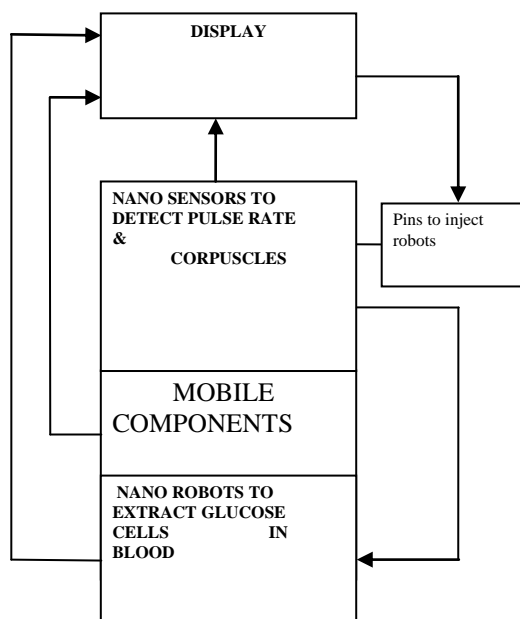 DISPLAY
NANO SENSORS TO
DETECT PULSE RATE
&
CORPUSCLES
Pins to inject
robots
MOBILE
COMPONENTS
NANO ROBOTS TO
EXTRACT GLUCOSE
CELLS IN
BLOOD